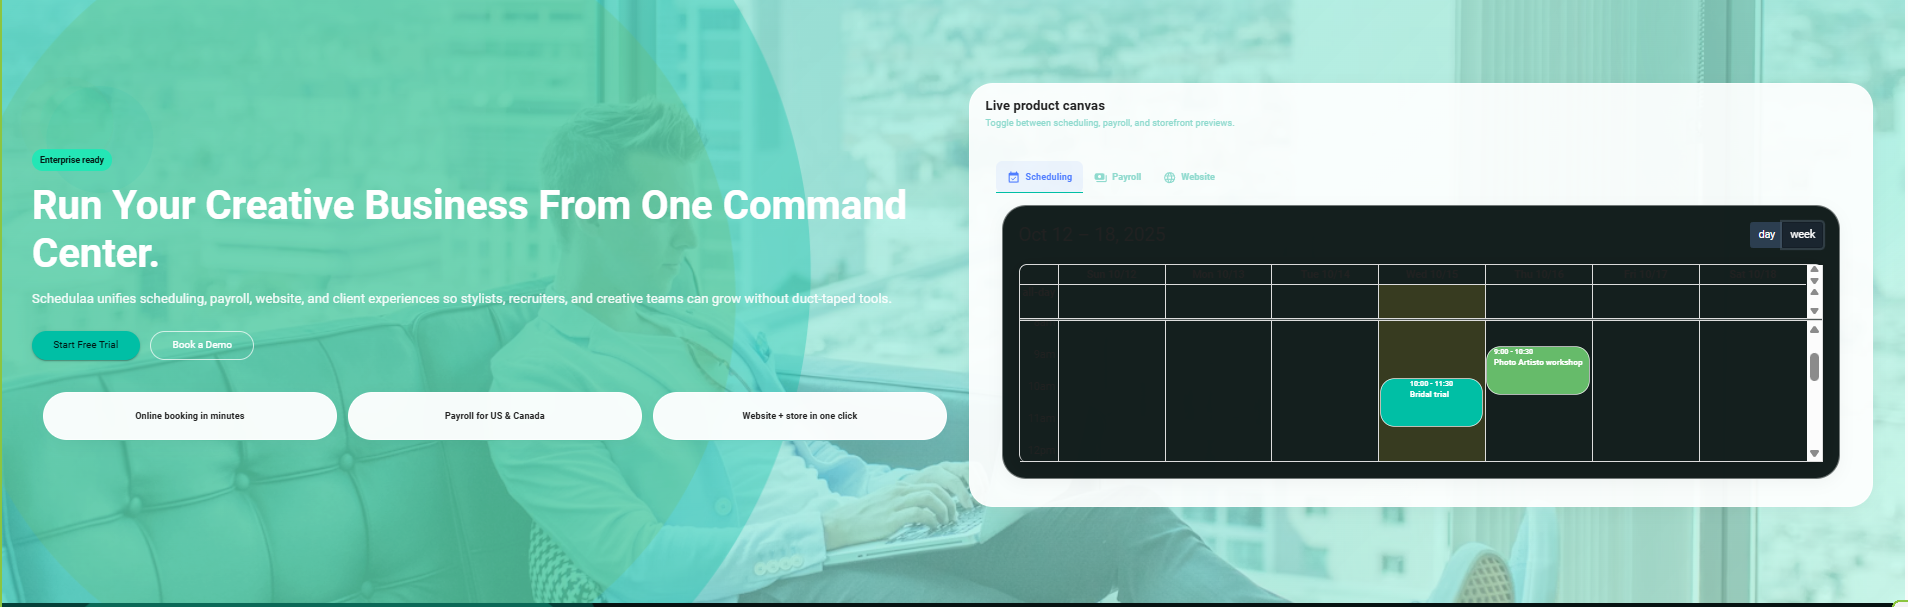 Enterprise ready
Run Your Creative Business From One Command
Center.
Schedulaa unifies scheduling, payroll, website, and client experiences so stylists, recruiters, and creative teams can grow without duct-taped tools.
Start Free Trial
Book a Demo
Online booking in minutes
Payroll for US & Canada
Website + store in one click
Live product canvas
Toggle between scheduling, payroll, and storefront previews.
Scheduling
Payroll
Website
Oct 12 – 18 2025
day
week
9:00 - 10:30
Photo Artisto workshop
10:00 - 11:30
Bridal trial